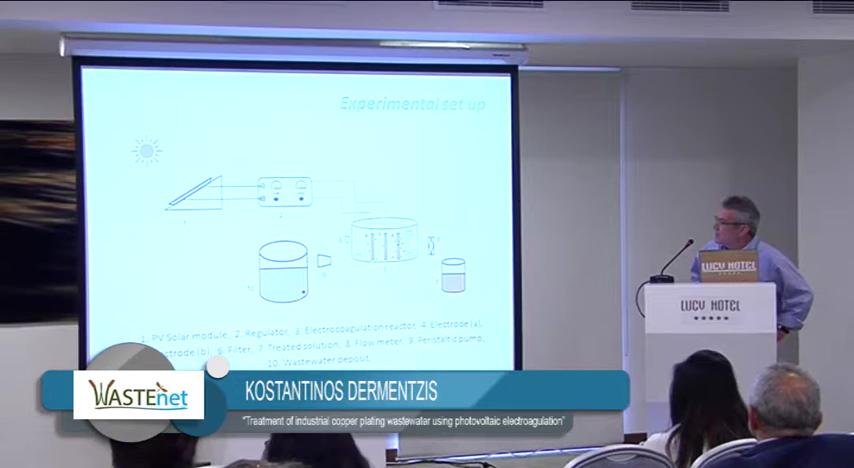 Experimental set up
1. PV Solar module, 2. Regulator, 3. Electrocoagulation reactor, 4. Electrode (a),
(b), 6. Filter, 7. Treated solution, 8. Flow meter, 9. Peristaltic pump,
10. Wastewater deposit.
LUCY HOTEL
LUCY HOTEL
WASTEnet
KOSTANTINOS DERMENTZIS
"Treatment of industrial copper plating wastewater using photovoltaic electroagulation"